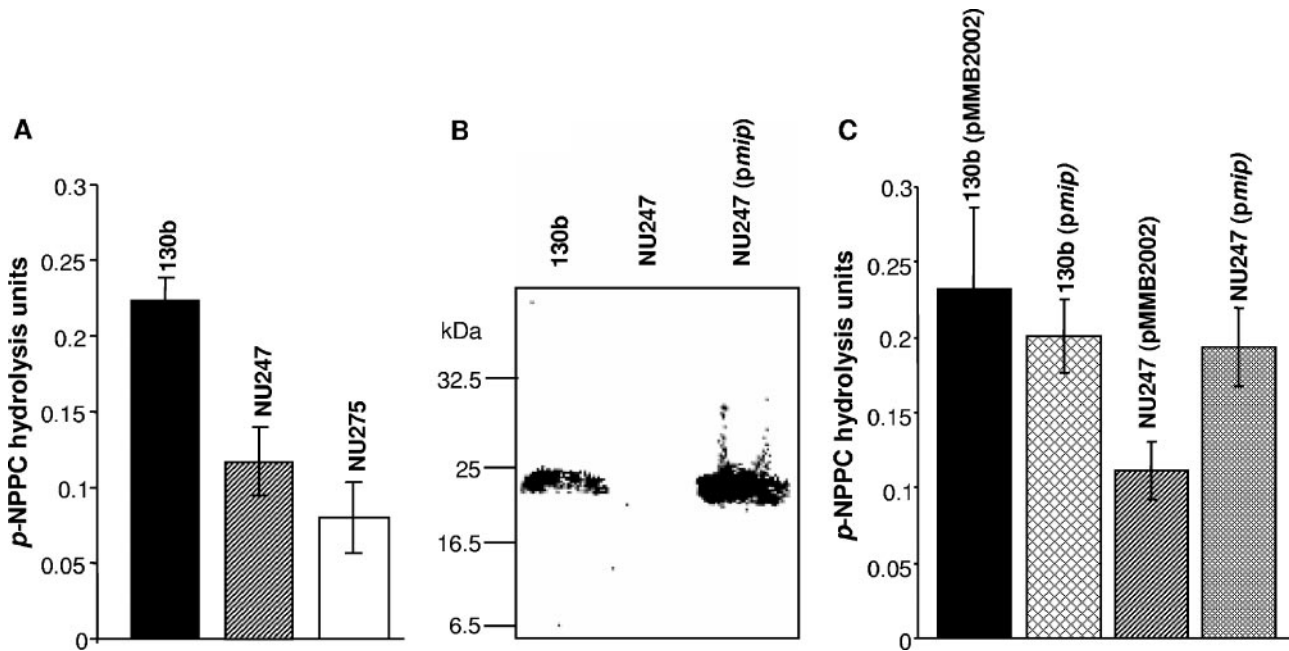 A
p-NPPC hydrolysis units
0.3
0.25
0.2
0.15
0.1
0.05
0
130b
NU247
NU275
B
130b
NU247
NU247 (pmip)
kDa
32.5
25
16.5
6.5
C
p-NPPC hydrolysis units
0.3
0.25
0.2
0.15
0.1
0.05
0
130b (pMMB2002)
130b (pmip)
NU247 (pMMB2002)
NU247 (pmip)